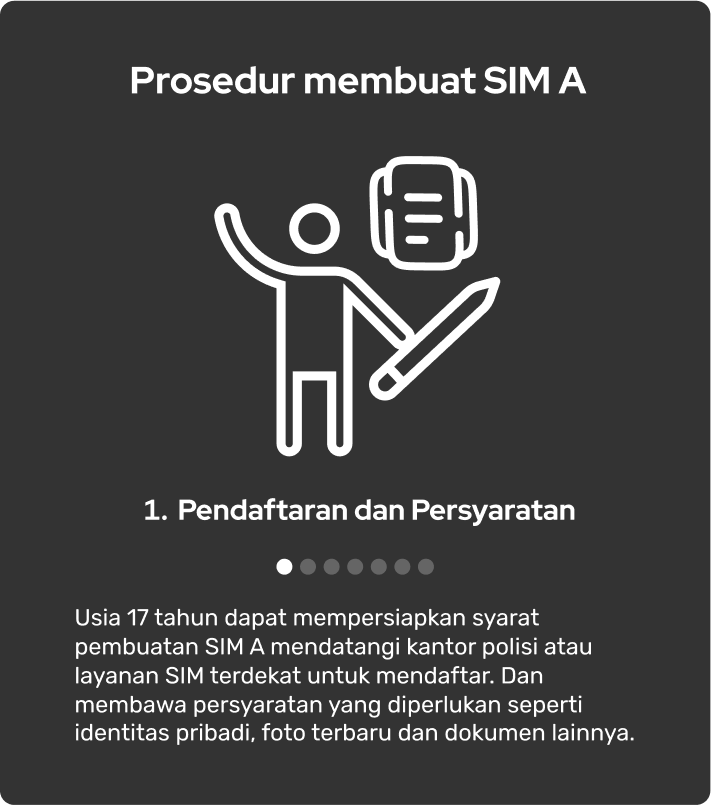 Prosedur membuat SIM A
1. Pendaftaran dan Persyaratan
Usia 17 tahun dapat mempersiapkan syarat
pembuatan SIM A mendatangi kantor polisi atau
layanan SIM terdekat untuk mendaftar. Dan
membawa persyaratan yang diperlukan seperti
identitas pribadi, foto terbaru dan dokumen lainnya.